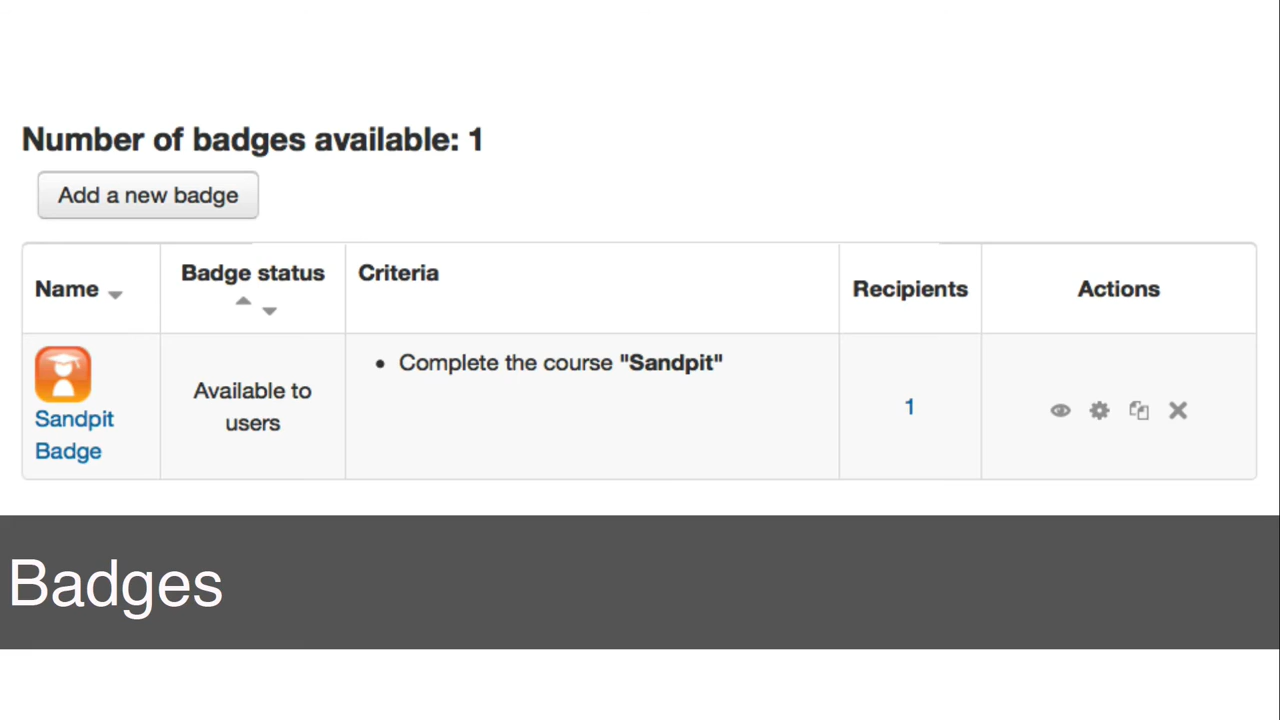 Number of badges available: 1
Add a new badge
Name
Badge status
Criteria
Recipients
Actions
Sandpit
Badge
Available to
users
• Complete the course "Sandpit"
1
Badges